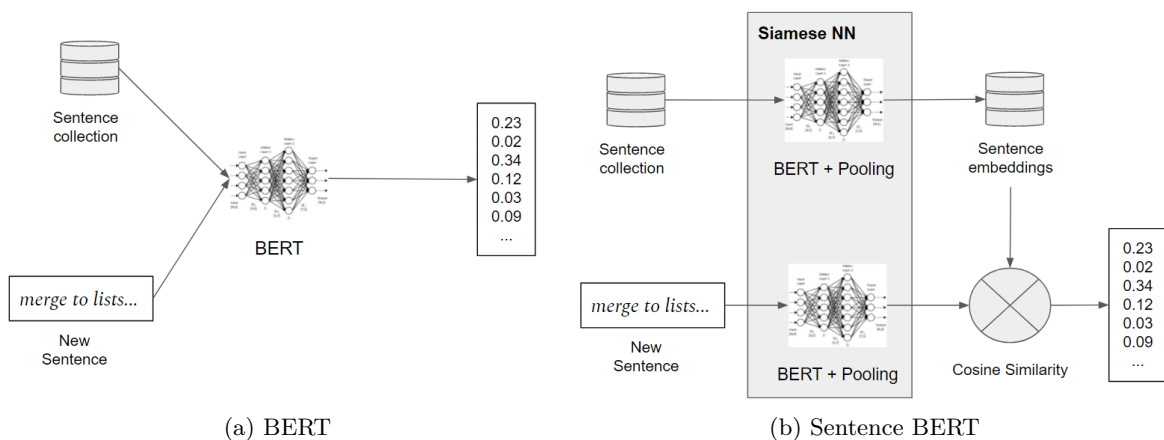 Sentence
collection
merge to lists...
New
Sentence
BERT
0.23
0.02
0.34
0.12
0.03
0.09
...
(a) BERT
Siamese NN
Sentence
collection
BERT + Pooling
Sentence
embeddings
merge to lists...
New
Sentence
BERT + Pooling
Cosine Similarity
0.23
0.02
0.34
0.12
0.03
0.09
...
(b) Sentence BERT